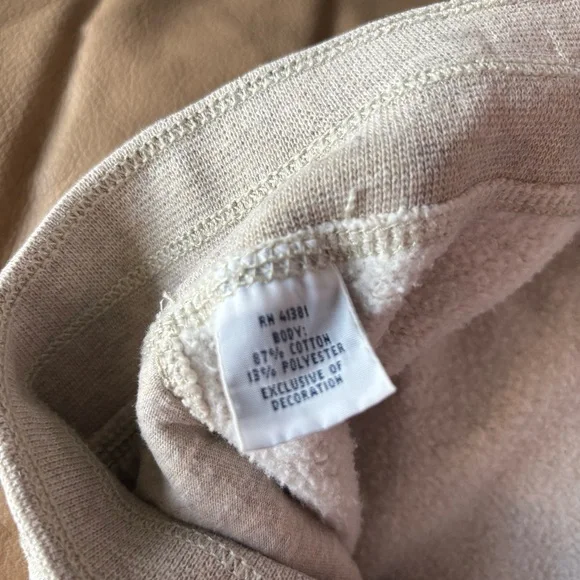 RN 41381
BODY:
87% COTTON
13% POLYESTER
EXCLUSIVE OF
DECORATION